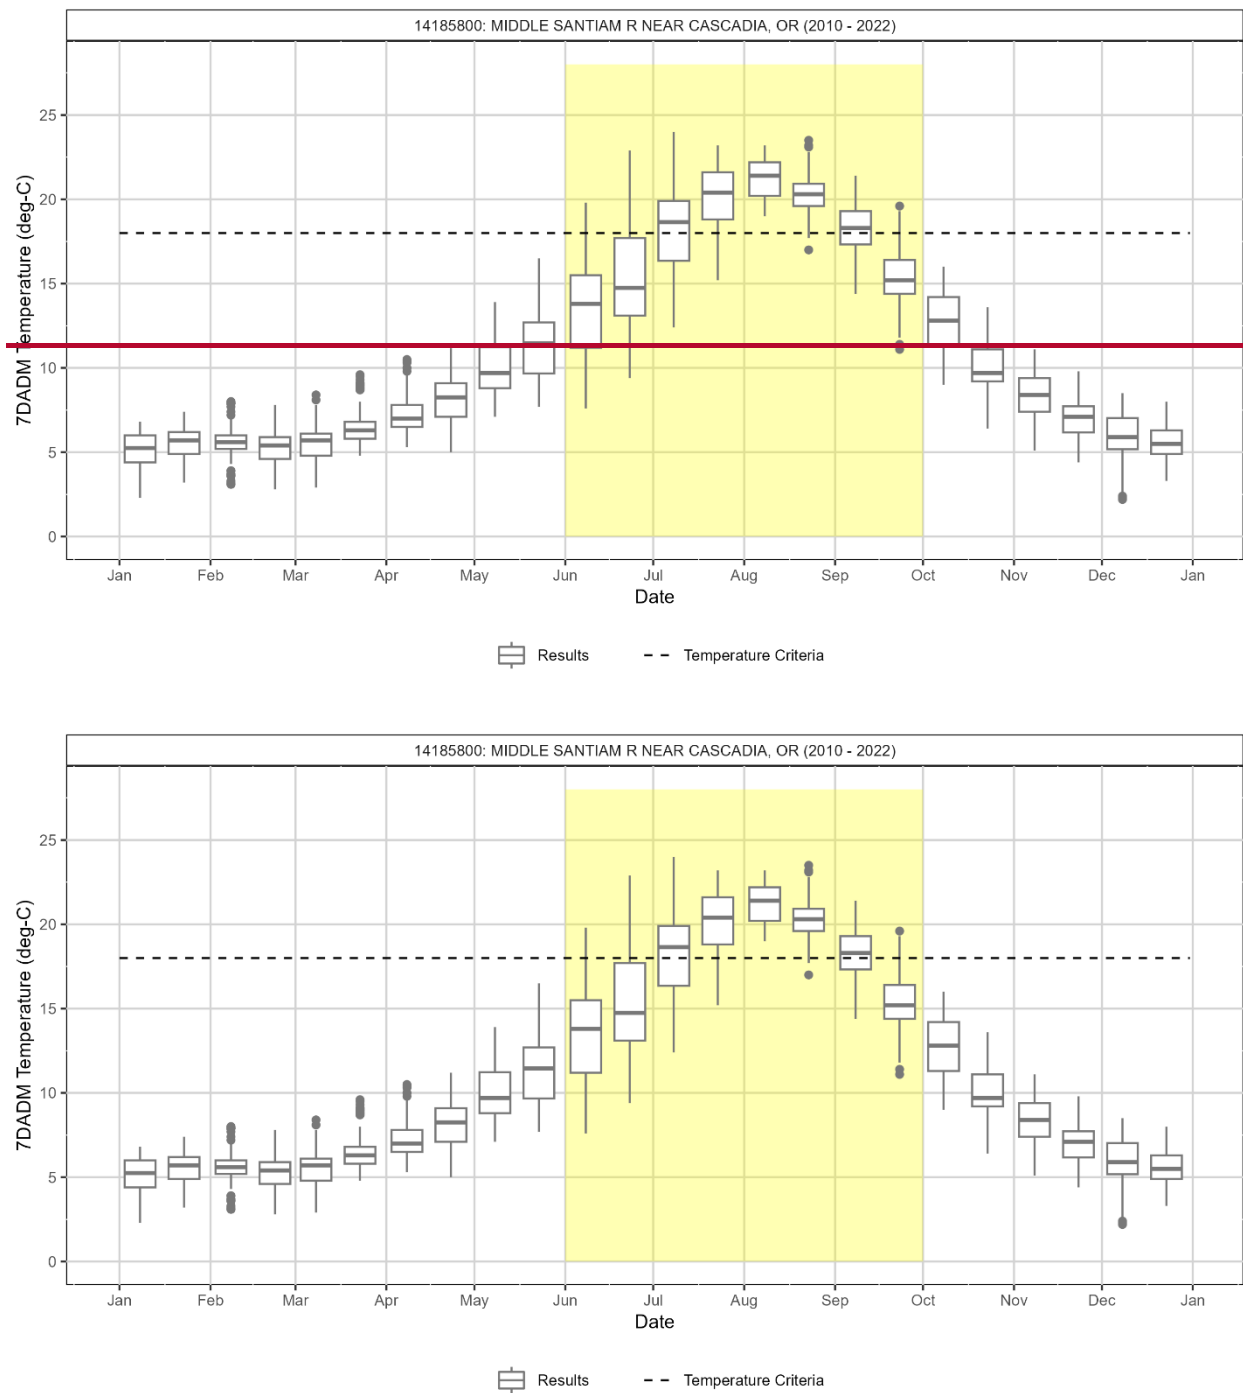 14185800: MIDDLE SANTIAM R NEAR CASCADIA, OR (2010 - 2022)
25
20
15
10
5
0
7DADM Temperature (deg-C)
Jan Feb Mar Apr May Jun Jul Aug Sep Oct Nov Dec Jan
Date
Results Temperature Criteria
14185800: MIDDLE SANTIAM R NEAR CASCADIA, OR (2010 - 2022)
25
20
15
10
5
0
7DADM Temperature (deg-C)
Jan Feb Mar Apr May Jun Jul Aug Sep Oct Nov Dec Jan
Date
Results Temperature Criteria